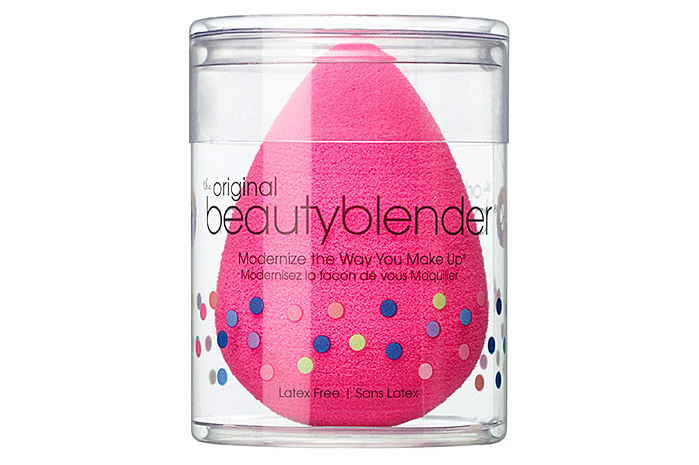 the original
beautyblender®
Modernize the Way You Make Up®
Modernisez la façon de vous Maquiller
Latex Free | Sans Latex